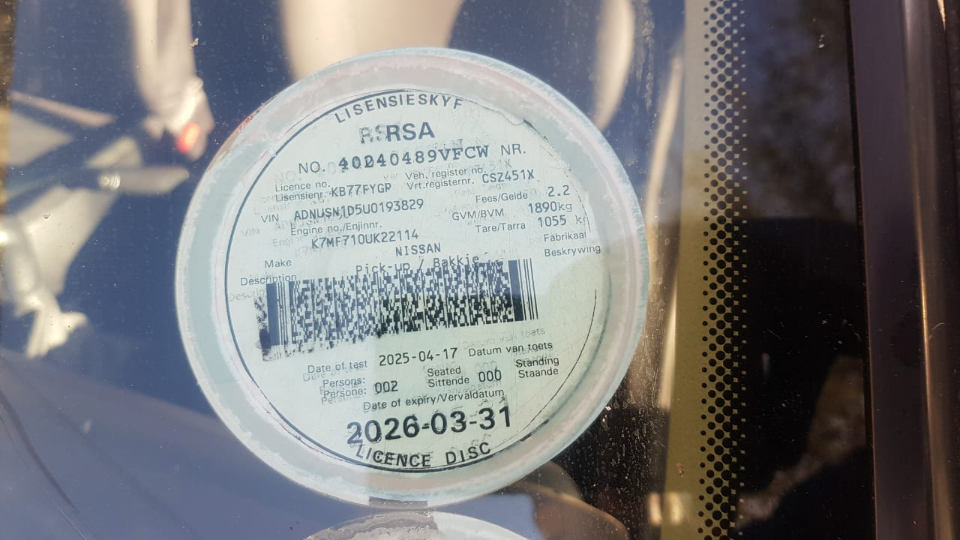 LISENSIESKYF
RSA
NO. 40240489VFCW NR.
Licence no. Veh. register no.
Lisensienr. KB77FYGP Vrt.registernr. CSZ451X
VIN ADNUSN1D5U0193829 Fees/Gelde 2.2
Engine no./Enjinnr. GVM/BVM 1890kg
K7MF710UK22114 Tare/Tarra 1055
Make NISSAN Fabrikaat
Description Pick-up / Bakkie Beskrywing
Date of test 2025-04-17 Datum van toets
Persons: 002 Seated 000 Standing
Persone: Sittende Staande
Date of expiry/Vervaldatum
2026-03-31
LICENCE DISC